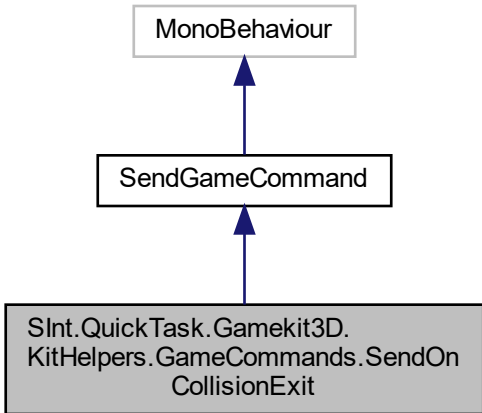 MonoBehaviour
SendGameCommand
SInt.QuickTask.Gamekit3D.
KitHelpers.GameCommands.SendOn
CollisionExit